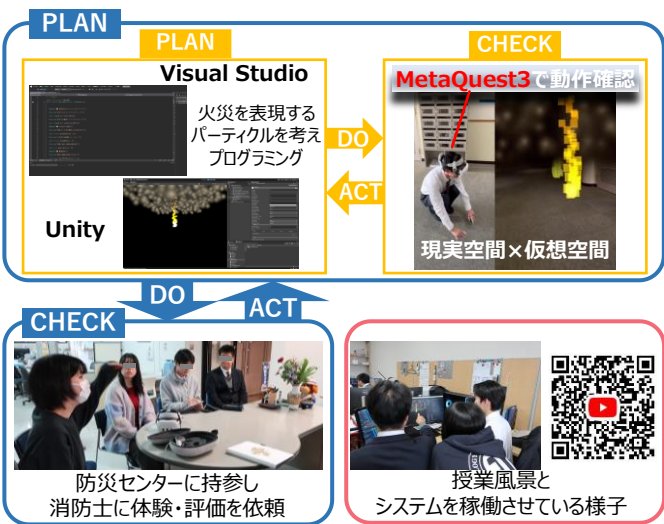 PLAN
PLAN
CHECK
Visual Studio
火災を表現する
パーティクルを考え
プログラミング
Unity
DO
ACT
MetaQuest3で動作確認
現実空間×仮想空間
DO
ACT
CHECK
防災センターに持参し
消防士に体験・評価を依頼
授業風景と
システムを稼働させている様子